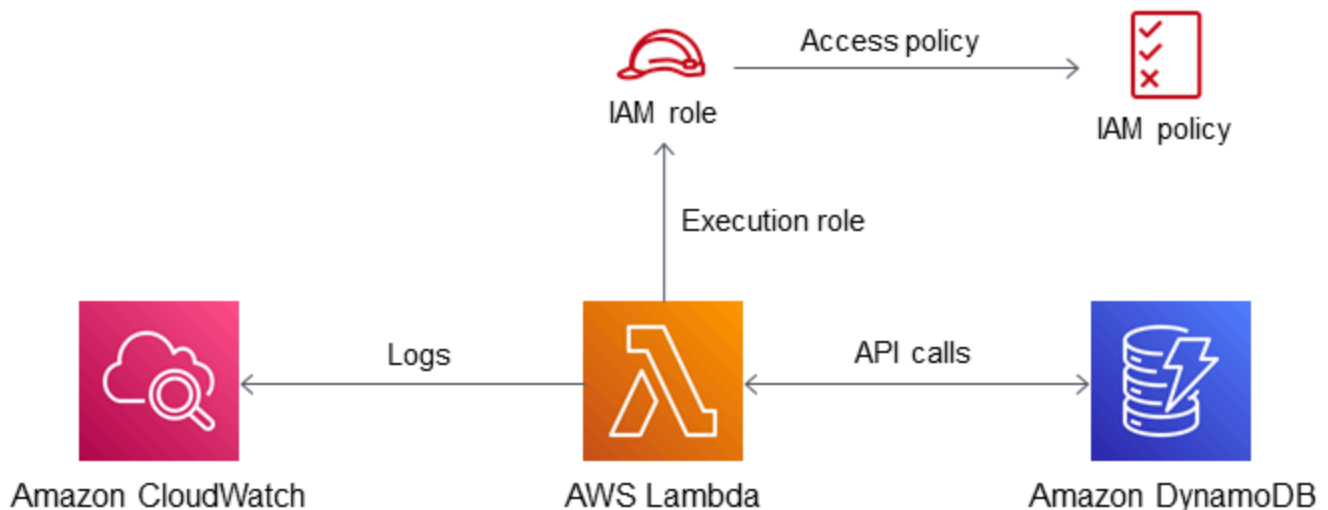 Access policy
IAM role
IAM policy
Execution role
Logs
API calls
Amazon CloudWatch
AWS Lambda
Amazon DynamoDB